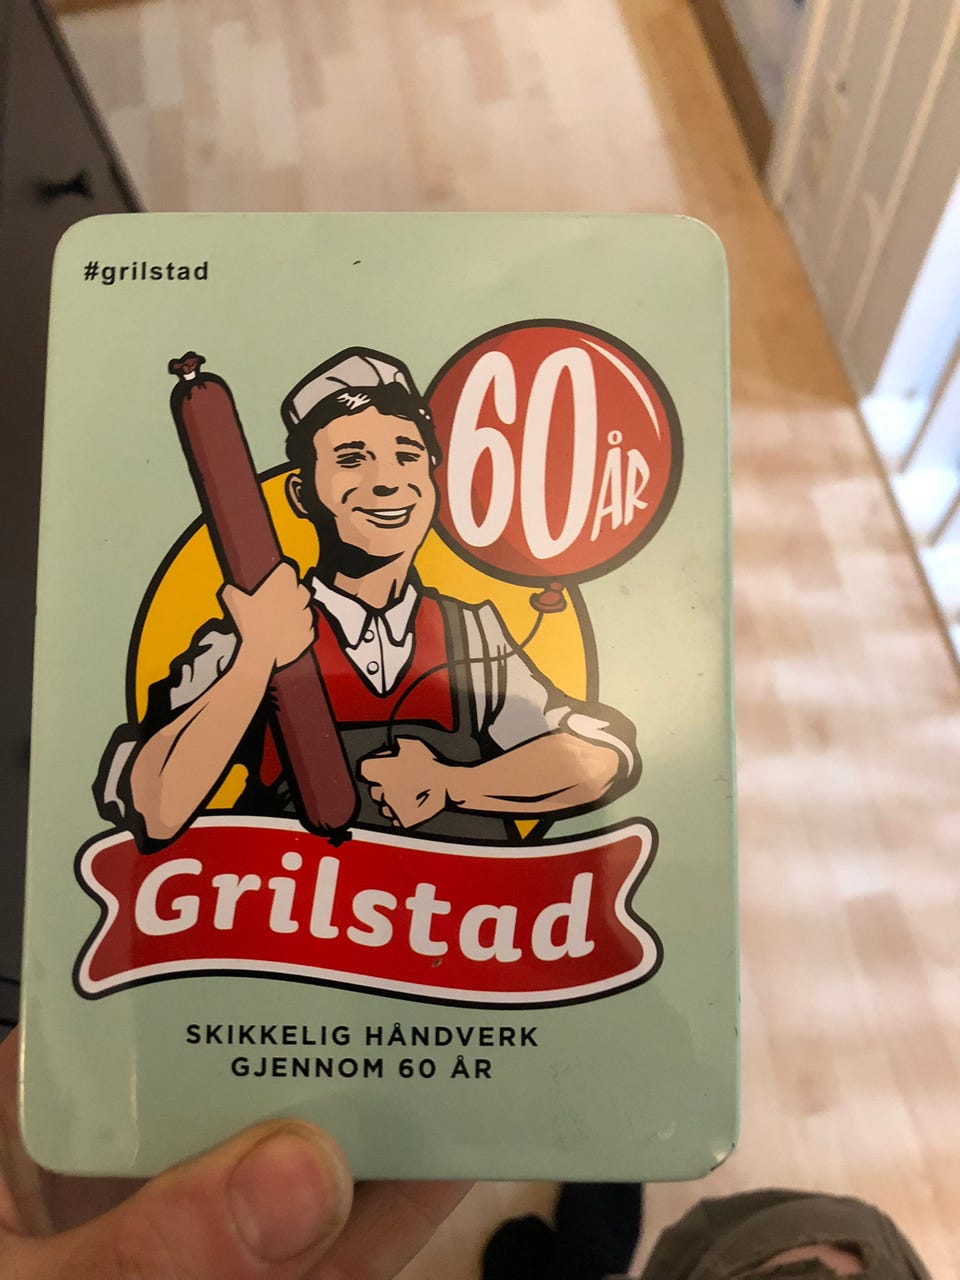 #grilstad
60 ÅR
Grilstad
SKIKKELIG HÅNDVERK
GJENNOM 60 ÅR